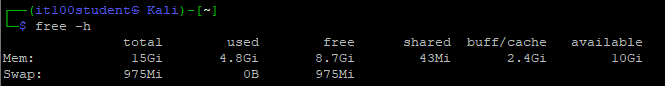 ┌──(it100student㉿ Kali)-[~]
└─$ free -h
               total        used        free      shared  buff/cache   available
Mem:            15Gi       4.8Gi       8.7Gi        43Mi       2.4Gi        10Gi
Swap:          975Mi          0B       975Mi